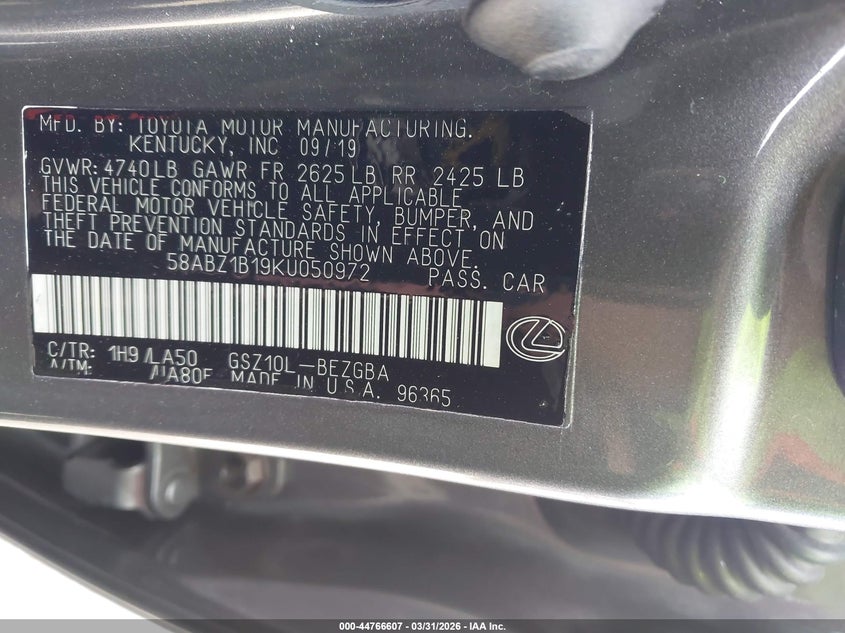 MFD. BY: TOYOTA MOTOR MANUFACTURING.
KENTUCKY, INC 09/19
GVWR: 4740LB GAWR FR 2625LB RR 2425 LB
THIS VEHICLE CONFORMS TO ALL APPLICABLE
FEDERAL MOTOR VEHICLE SAFETY, BUMPER, AND
THEFT PREVENTION STANDARDS IN EFFECT ON
THE DATE OF MANUFACTURE SHOWN ABOVE.
58ABZ1B19KU050972 PASS. CAR
C/TR: 1H9/LA50 GSZ10L-BEZGBA
A/TM: MADE IN U.S.A. 96365
000-44766607 — 03/31/2026 — IAA Inc.